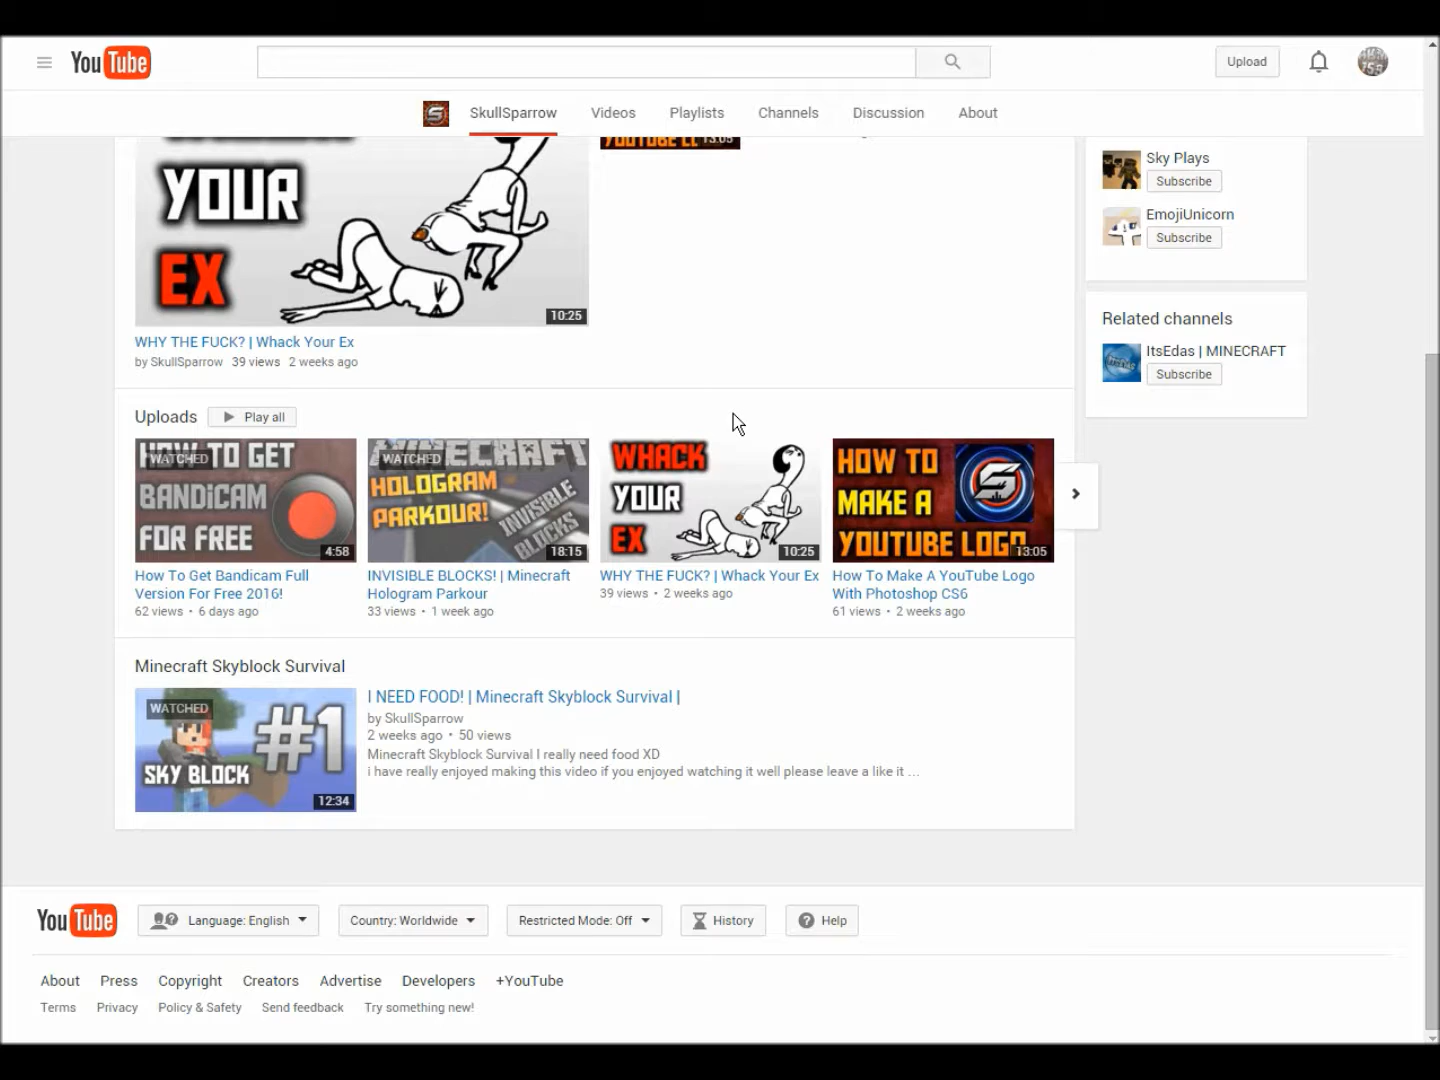 YouTube
Upload
SkullSparrow
Videos
Playlists
Channels
Discussion
About
YOUR
EX
10:25
13:05
WHY THE FUCK? | Whack Your Ex
by SkullSparrow 39 views 2 weeks ago
Sky Plays
Subscribe
EmojiUnicorn
Subscribe
Related channels
ItsEdas | MINECRAFT
Subscribe
Uploads
Play all
WATCHED
HOW TO GET
BANDiCAM
FOR FREE
4:58
How To Get Bandicam Full
Version For Free 2016!
62 views • 6 days ago
WATCHED
MINECRAFT
HOLOGRAM
PARKOUR!
INVISIBLE
BLOCKS
18:15
INVISIBLE BLOCKS! | Minecraft
Hologram Parkour
33 views • 1 week ago
WHACK
YOUR
EX
10:25
WHY THE FUCK? | Whack Your Ex
39 views • 2 weeks ago
HOW TO
MAKE A
YOUTUBE LOGO
13:05
How To Make A YouTube Logo
With Photoshop CS6
61 views • 2 weeks ago
Minecraft Skyblock Survival
WATCHED
#1
SKY BLOCK
12:34
I NEED FOOD! | Minecraft Skyblock Survival |
by SkullSparrow
2 weeks ago • 50 views
Minecraft Skyblock Survival I really need food XD
i have really enjoyed making this video if you enjoyed watching it well please leave a like it ...
YouTube
Language: English
Country: Worldwide
Restricted Mode: Off
History
Help
About
Press
Copyright
Creators
Advertise
Developers
+YouTube
Terms
Privacy
Policy & Safety
Send feedback
Try something new!